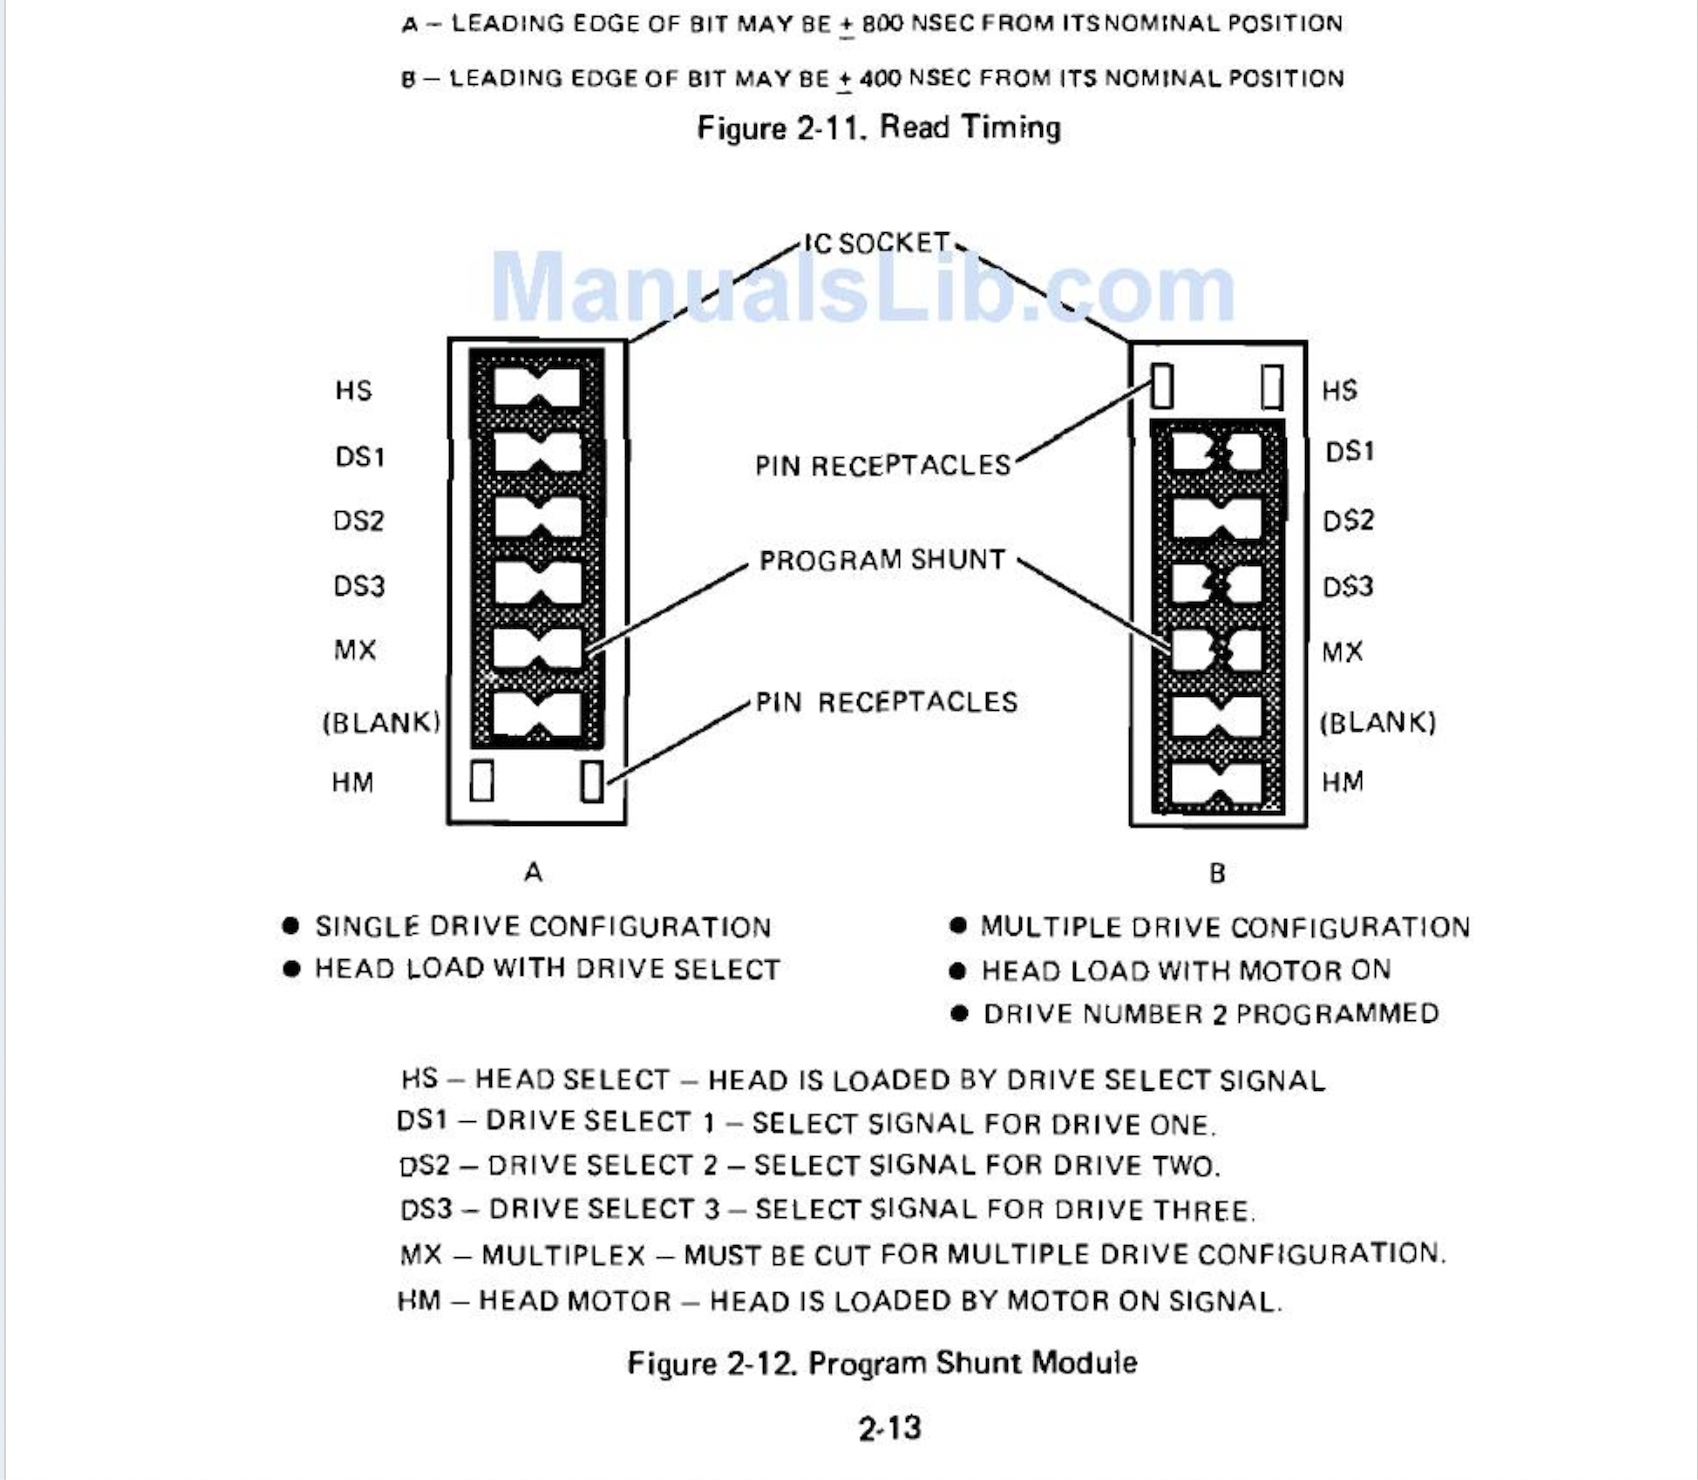 A – LEADING EDGE OF BIT MAY BE ± 800 NSEC FROM ITS NOMINAL POSITION
B – LEADING EDGE OF BIT MAY BE ± 400 NSEC FROM ITS NOMINAL POSITION
Figure 2-11. Read Timing
IC SOCKET
ManualsLib.com
HS
DS1
DS2
DS3
MX
(BLANK)
HM
PIN RECEPTACLES
PROGRAM SHUNT
PIN RECEPTACLES
HS
DS1
DS2
DS3
MX
(BLANK)
HM
A
● SINGLE DRIVE CONFIGURATION
● HEAD LOAD WITH DRIVE SELECT
B
● MULTIPLE DRIVE CONFIGURATION
● HEAD LOAD WITH MOTOR ON
● DRIVE NUMBER 2 PROGRAMMED
HS – HEAD SELECT – HEAD IS LOADED BY DRIVE SELECT SIGNAL
DS1 – DRIVE SELECT 1 – SELECT SIGNAL FOR DRIVE ONE.
DS2 – DRIVE SELECT 2 – SELECT SIGNAL FOR DRIVE TWO.
DS3 – DRIVE SELECT 3 – SELECT SIGNAL FOR DRIVE THREE.
MX – MULTIPLEX – MUST BE CUT FOR MULTIPLE DRIVE CONFIGURATION.
HM – HEAD MOTOR – HEAD IS LOADED BY MOTOR ON SIGNAL.
Figure 2-12. Program Shunt Module
2-13